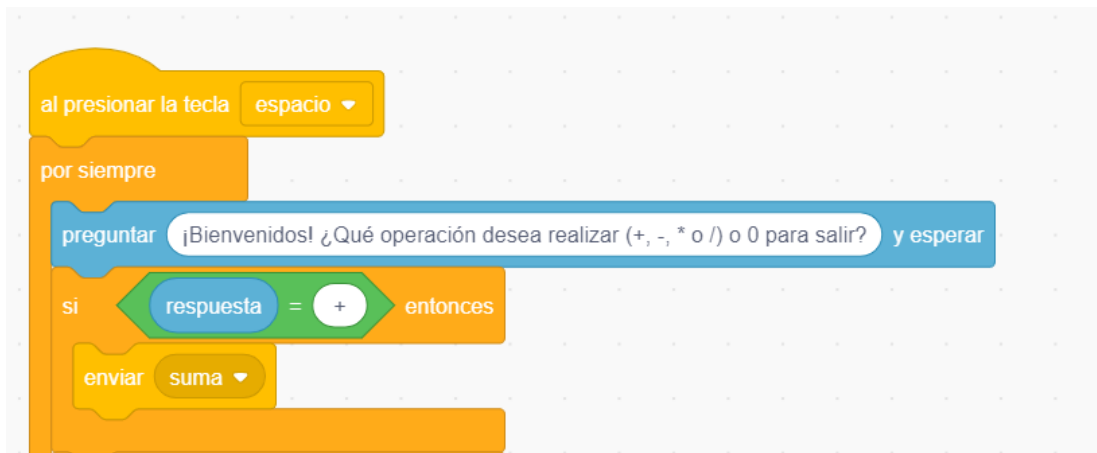 al presionar la tecla espacio
por siempre
preguntar ¡Bienvenidos! ¿Qué operación desea realizar (+, -, * o /) o 0 para salir? y esperar
si respuesta = + entonces
enviar suma